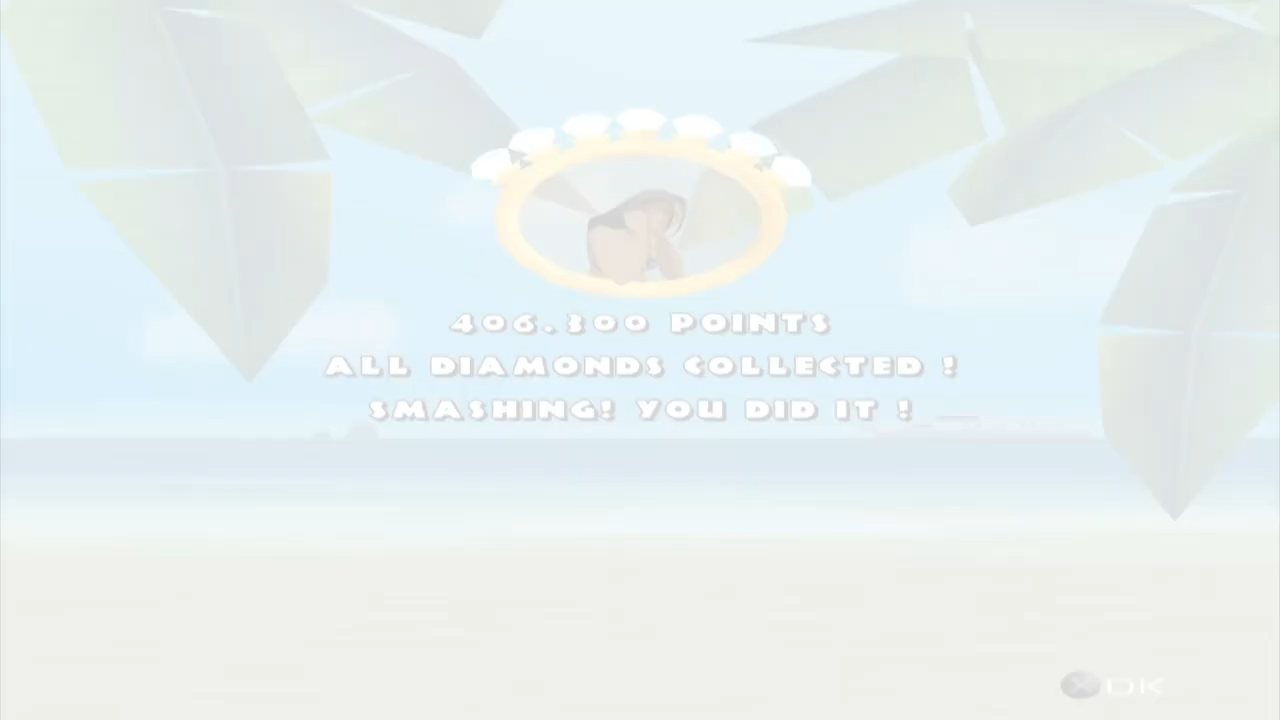 406.300 POINTS
ALL DIAMONDS COLLECTED !
SMASHING! YOU DID IT !
OK